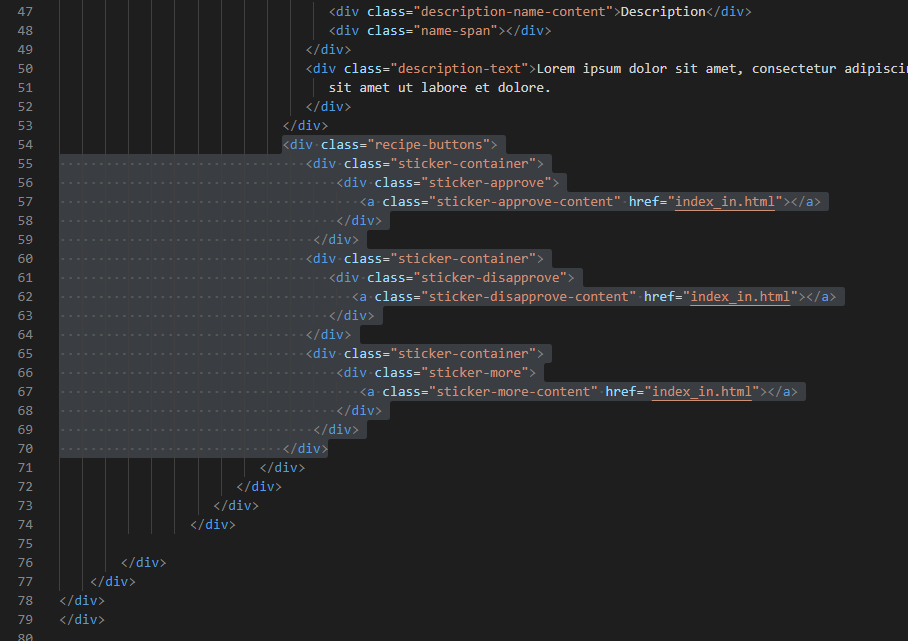 47 <div class="description-name-content">Description</div>
48 <div class="name-span"></div>
49 </div>
50 <div class="description-text">Lorem ipsum dolor sit amet, consectetur
51 sit amet ut labore et dolore.
52 </div>
53 </div>
54 <div class="recipe-buttons">
55 <div class="sticker-container">
56 <div class="sticker-approve">
57 <a class="sticker-approve-content" href="index_in.html"></a>
58 </div>
59 </div>
60 <div class="sticker-container">
61 <div class="sticker-disapprove">
62 <a class="sticker-disapprove-content" href="index_in.html"></a>
63 </div>
64 </div>
65 <div class="sticker-container">
66 <div class="sticker-more">
67 <a class="sticker-more-content" href="index_in.html"></a>
68 </div>
69 </div>
70 </div>
71 </div>
72 </div>
73 </div>
74 </div>
75
76 </div>
77 </div>
78 </div>
79 </div>
80